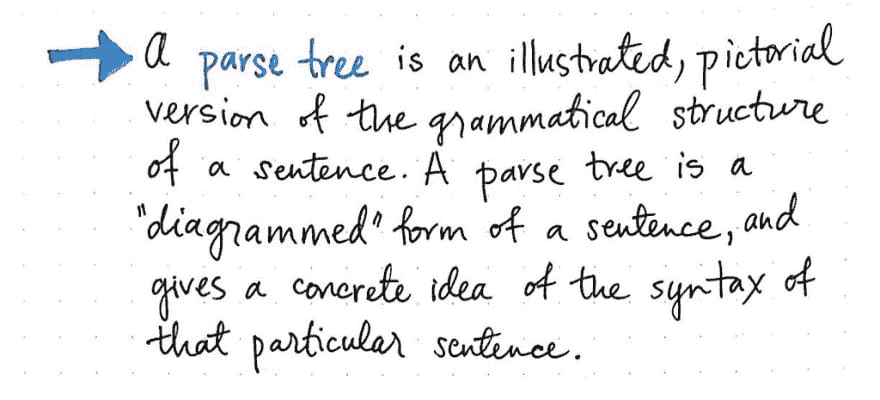 a parse tree is an illustrated, pictorial
version of the grammatical structure
of a sentence. A parse tree is a
"diagrammed" form of a sentence, and
gives a concrete idea of the syntax of
that particular sentence.